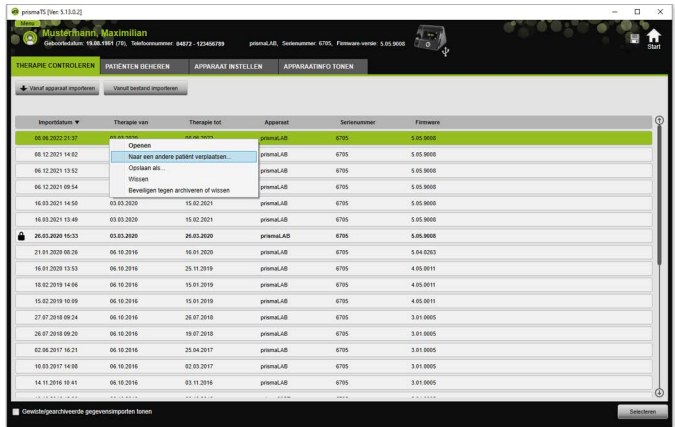 prismaTS [Ver: 5.13.0.2]
Menu
Mustermann, Maximilian
Geboortedatum: 19.08.1951 (70), Telefoonnummer: 04872 - 123456789
prismaLAB, Serienummer: 6705, Firmware-versie: 5.05.9008
Start
THERAPIE CONTROLEREN PATIËNTEN BEHEREN APPARAAT INSTELLEN APPARAATINFO TONEN
Vanaf apparaat importeren Vanuit bestand importeren
Importdatum ▼ Therapie van Therapie tot Apparaat Serienummer Firmware
08.06.2022 21:37 03.03.2020 08.06.2022 prismaLAB 6705 5.05.9008
Openen
08.12.2021 14:02 Naar een andere patiënt verplaatsen... prismaLAB 6705 5.05.9008
06.12.2021 13:52 Opslaan als... prismaLAB 6705 5.05.9008
Wissen
06.12.2021 09:54 Beveiligen tegen archiveren of wissen prismaLAB 6705 5.05.9008
16.03.2021 14:50 03.03.2020 15.02.2021 prismaLAB 6705 5.05.9008
16.03.2021 13:49 03.03.2020 15.02.2021 prismaLAB 6705 5.05.9008
26.03.2020 15:33 03.03.2020 26.03.2020 prismaLAB 6705 5.05.9008
21.01.2020 08:26 06.10.2016 16.01.2020 prismaLAB 6705 5.04.0263
16.01.2020 13:53 06.10.2016 25.11.2019 prismaLAB 6705 4.05.0011
18.02.2019 14:06 06.10.2016 15.01.2019 prismaLAB 6705 4.05.0011
15.02.2019 10:09 06.10.2016 15.01.2019 prismaLAB 6705 4.05.0011
27.07.2018 09:24 06.10.2016 26.07.2018 prismaLAB 6705 3.01.0005
26.07.2018 09:20 06.10.2016 19.07.2018 prismaLAB 6705 3.01.0005
02.06.2017 16:21 06.10.2016 25.04.2017 prismaLAB 6705 3.01.0005
10.03.2017 14:08 06.10.2016 02.03.2017 prismaLAB 6705 3.01.0005
14.11.2016 10:41 06.10.2016 03.11.2016 prismaLAB 6705 3.01.0005
Gewiste/gearchiveerde gegevensimporten tonen Selecteren